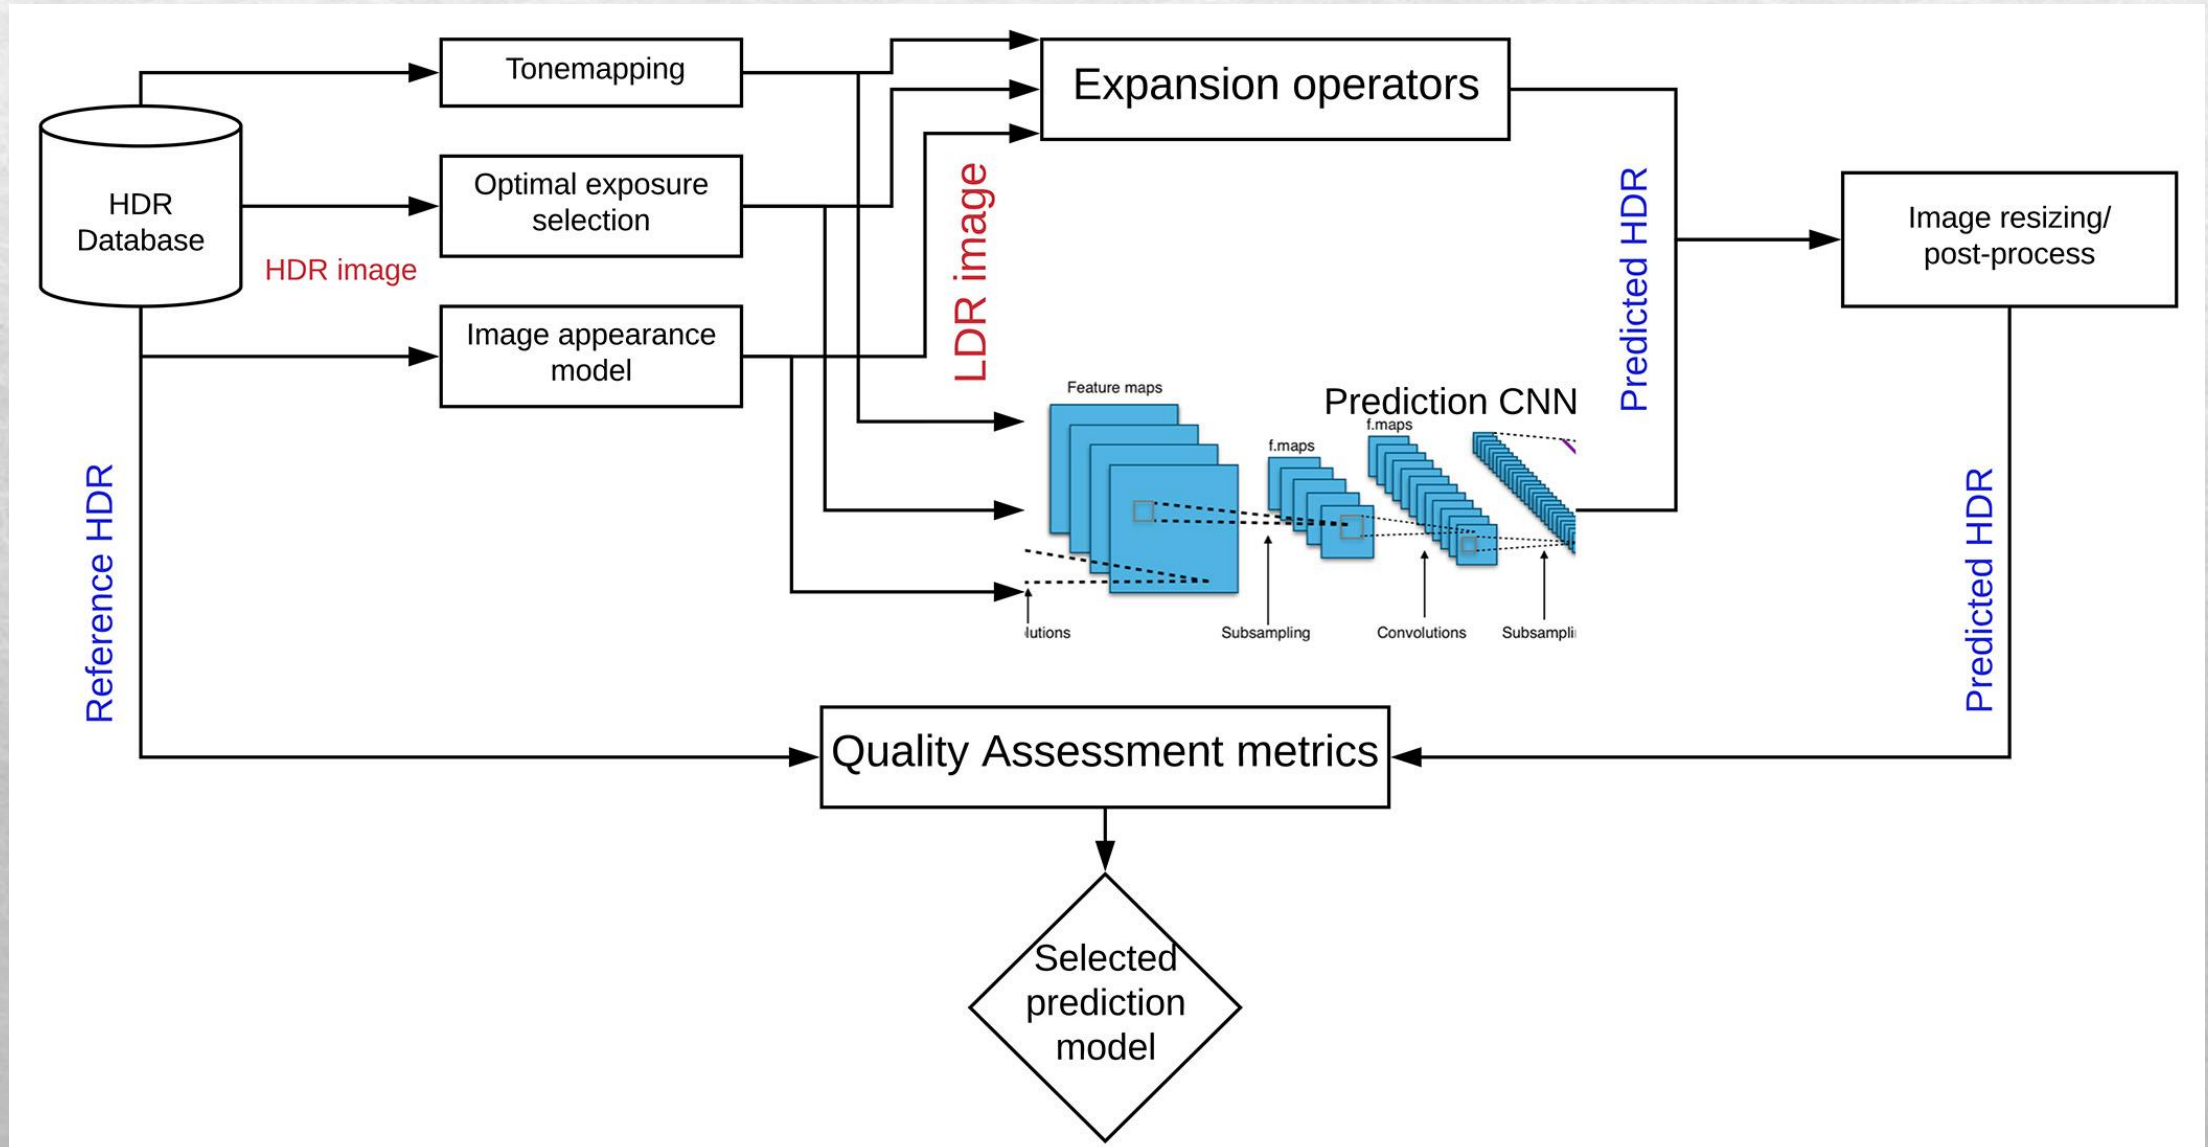 Tonemapping
Expansion operators
HDR
Database
Optimal exposure
selection
HDR image
Image appearance
model
LDR image
Predicted HDR
Image resizing/
post-process
Feature maps
Prediction CNN
f.maps
f.maps
lutions
Subsampling
Convolutions
Subsampli
Reference HDR
Predicted HDR
Quality Assessment metrics
Selected
prediction
model